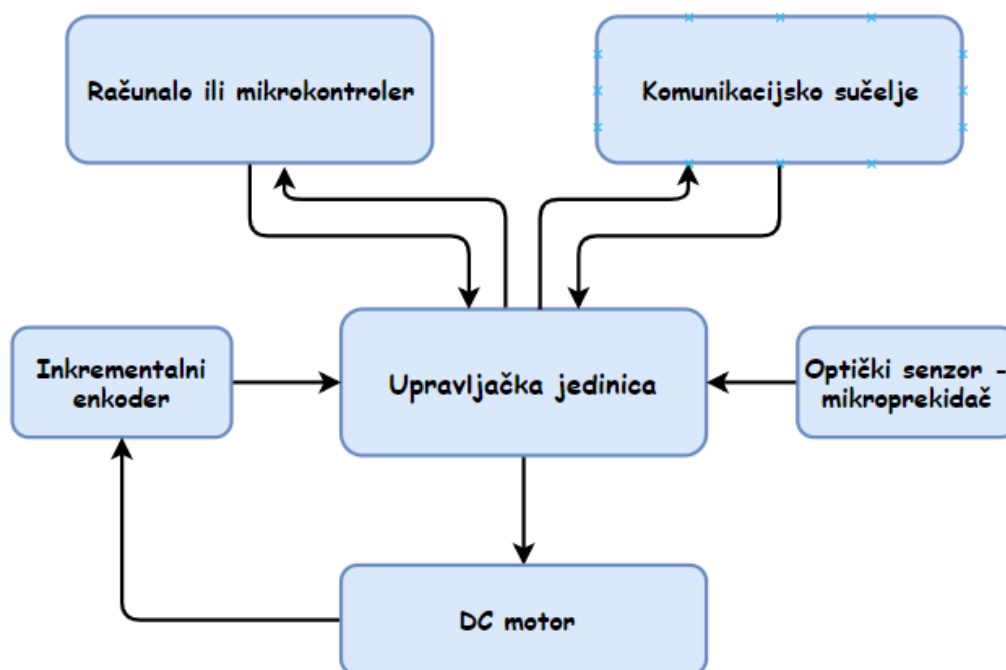 Računalo ili mikrokontroler
Komunikacijsko sučelje
Inkrementalni
enkoder
Upravljačka jedinica
Optički senzor -
mikroprekidač
DC motor